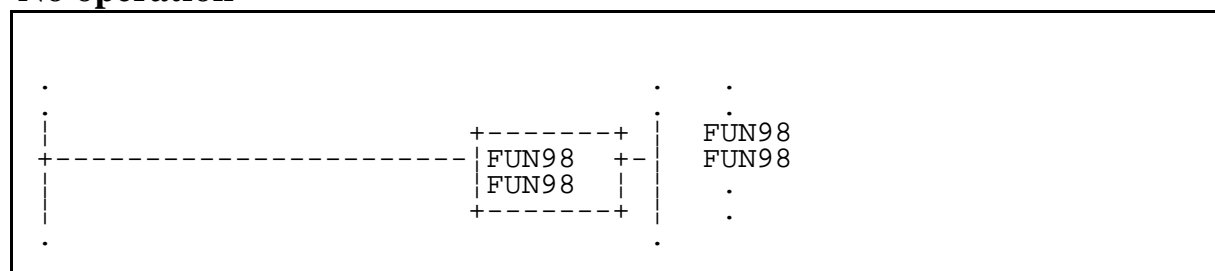 No operation
.                                                  .     .
.                                                  .     .
¦                                  +-------+  ¦   FUN98
+-----------------------¦FUN98  +-¦   FUN98
¦                                  ¦FUN98  ¦  ¦     .
¦                                  +-------+  ¦     .
.                                                  .